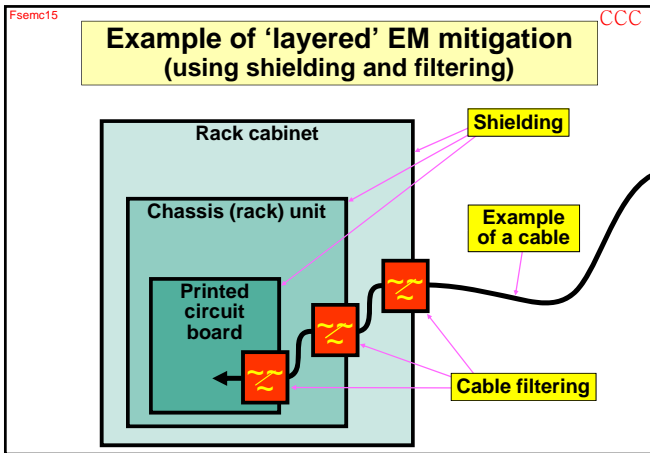 Fsemc15
CCC
Example of ‘layered’ EM mitigation
(using shielding and filtering)
Rack cabinet
Shielding
Chassis (rack) unit
Example
of a cable
Printed
circuit
board
Cable filtering